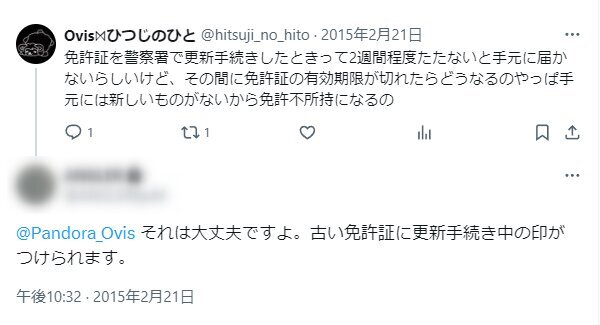 Ovis⋈ひつじのひと @hitsuji_no_hito · 2015年2月21日
免許証を警察署で更新手続きしたときって2週間程度たたないと手元に届か
ないらしいけど、その間に免許証の有効期限が切れたらどうなるのやっぱ手
元には新しいものがないから免許不所持になるの
1 1
@Pandora_Ovis それは大丈夫ですよ。古い免許証に更新手続き中の印が
つけられます。
午後10:32 · 2015年2月21日